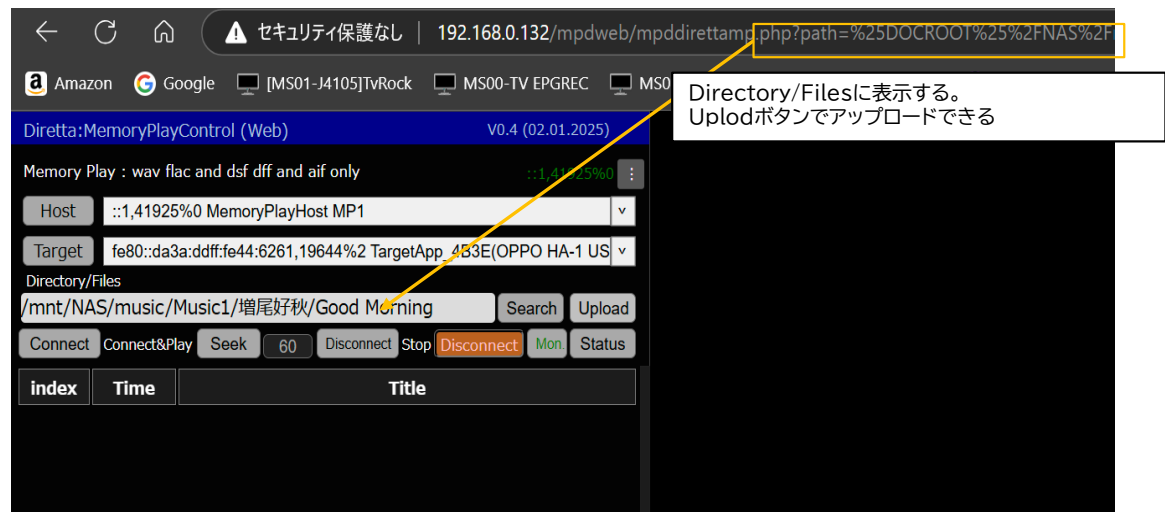 セキュリティ保護なし | 192.168.0.132/mpdweb/mpddirettamp.php?path=%25DOCROOT%25%2FNAS%2F
Amazon Google [MS01-J4105]TvRock MS00-TV EPGREC MS0
Directory/Filesに表示する。
Uplodボタンでアップロードできる
Diretta:MemoryPlayControl (Web) V0.4 (02.01.2025)
Memory Play : wav flac and dsf dff and aif only ::1,41925%0
Host ::1,41925%0 MemoryPlayHost MP1
Target fe80::da3a:ddff:fe44:6261,19644%2 TargetApp_4B3E(OPPO HA-1 US
Directory/Files
/mnt/NAS/music/Music1/増尾好秋/Good Morning Search Upload
Connect Connect&Play Seek 60 Disconnect Stop Disconnect Mon. Status
index Time Title